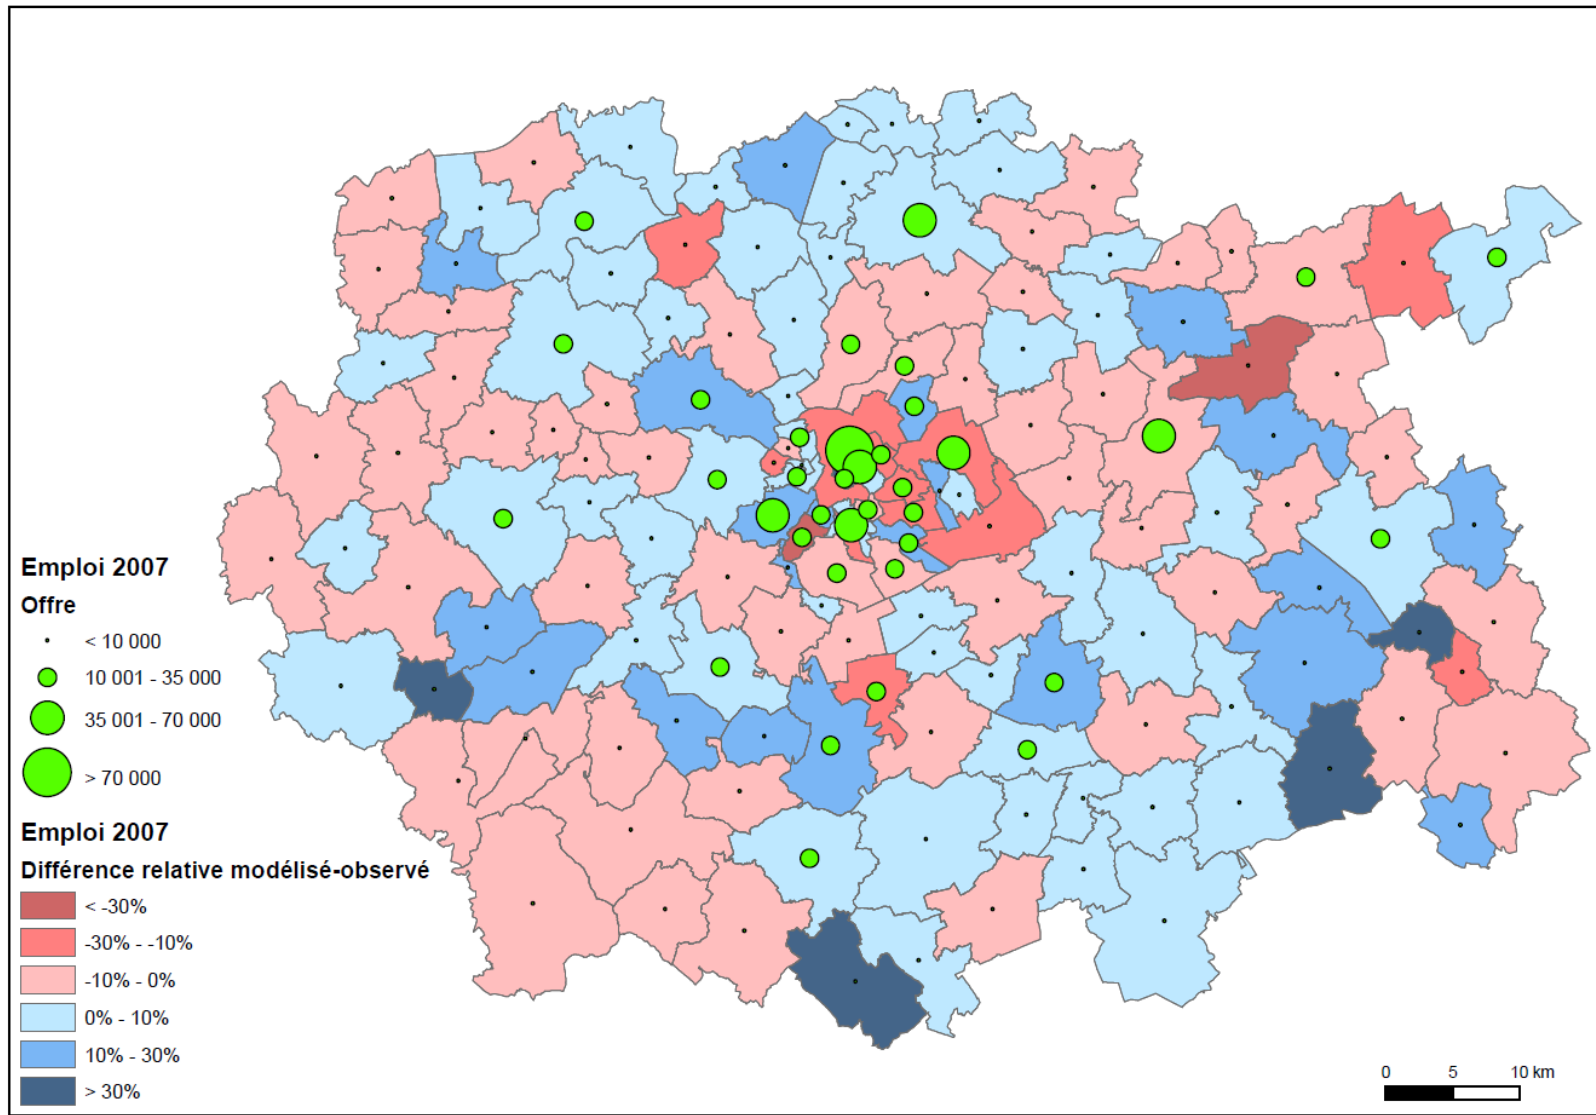 Emploi 2007
Offre
< 10 000
10 001 - 35 000
35 001 - 70 000
> 70 000
Emploi 2007
Différence relative modélisé-observé
< -30%
-30% - -10%
-10% - 0%
0% - 10%
10% - 30%
> 30%
0 5 10 km